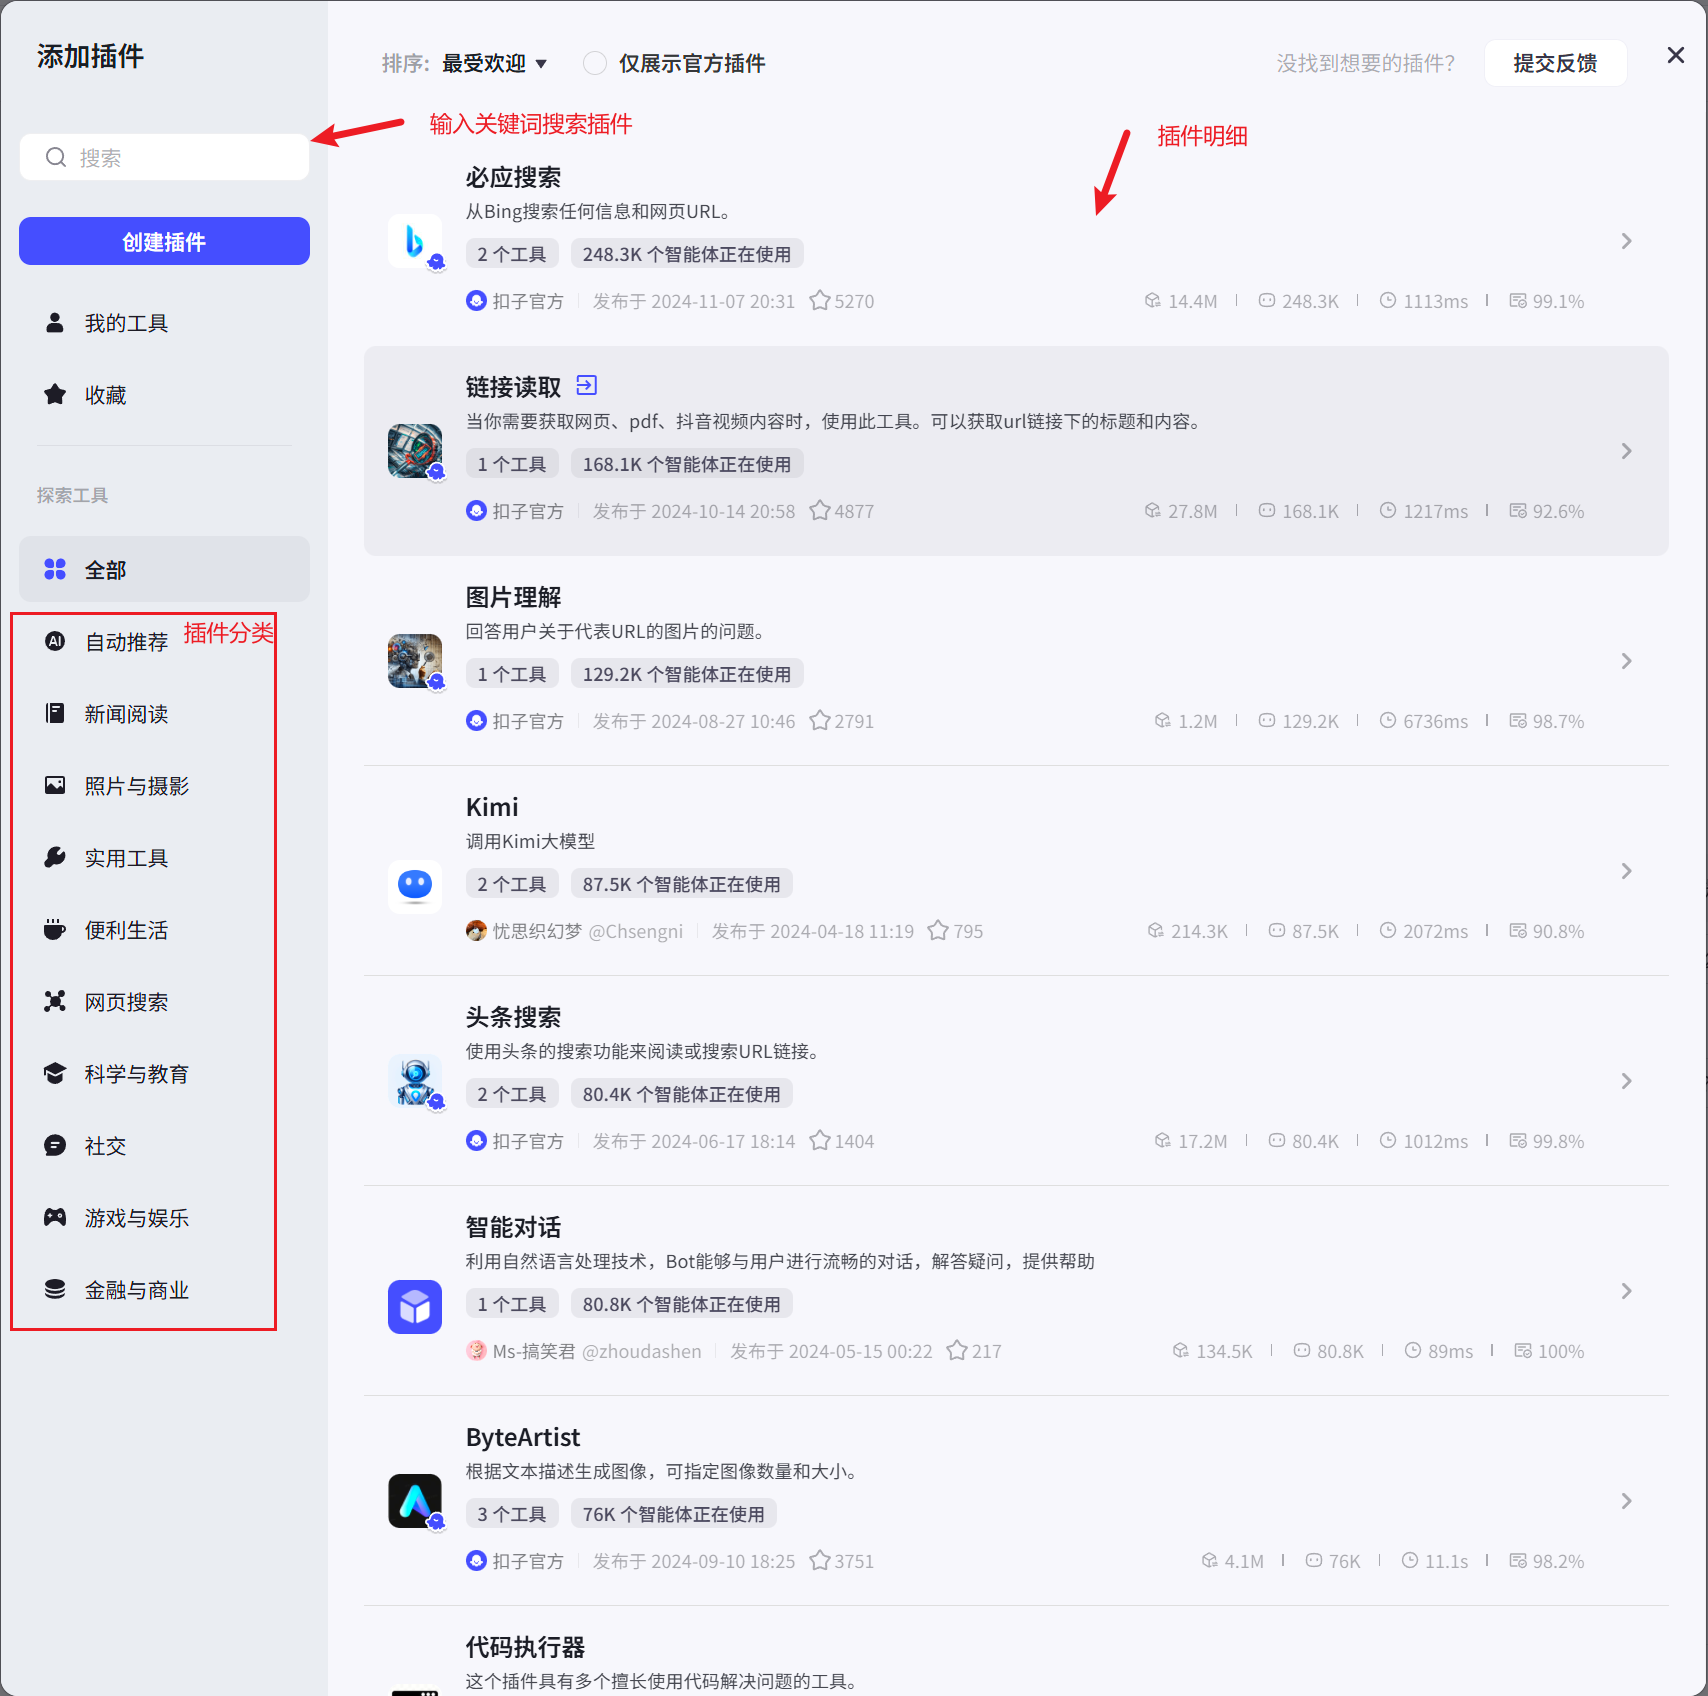 添加插件
搜索
创建插件
我的工具
收藏
探索工具
全部
插件分类
自动推荐
新闻阅读
照片与摄影
实用工具
便利生活
网页搜索
科学与教育
社交
游戏与娱乐
金融与商业
排序: 最受欢迎 仅展示官方插件 没找到想要的插件? 提交反馈
输入关键词搜索插件
插件明细
必应搜索
从Bing搜索任何信息和网页URL。
2 个工具 248.3K 个智能体正在使用
扣子官方 发布于 2024-11-07 20:31 5270 14.4M 248.3K 1113ms 99.1%
链接读取
当你需要获取网页、pdf、抖音视频内容时，使用此工具。可以获取url链接下的标题和内容。
1 个工具 168.1K 个智能体正在使用
扣子官方 发布于 2024-10-14 20:58 4877 27.8M 168.1K 1217ms 92.6%
图片理解
回答用户关于代表URL的图片的问题。
1 个工具 129.2K 个智能体正在使用
扣子官方 发布于 2024-08-27 10:46 2791 1.2M 129.2K 6736ms 98.7%
Kimi
调用Kimi大模型
2 个工具 87.5K 个智能体正在使用
忧思织幻梦 @Chsengni 发布于 2024-04-18 11:19 795 214.3K 87.5K 2072ms 90.8%
头条搜索
使用头条的搜索功能来阅读或搜索URL链接。
2 个工具 80.4K 个智能体正在使用
扣子官方 发布于 2024-06-17 18:14 1404 17.2M 80.4K 1012ms 99.8%
智能对话
利用自然语言处理技术，Bot能够与用户进行流畅的对话，解答疑问，提供帮助
1 个工具 80.8K 个智能体正在使用
Ms-搞笑君 @zhoudashen 发布于 2024-05-15 00:22 217 134.5K 80.8K 89ms 100%
ByteArtist
根据文本描述生成图像，可指定图像数量和大小。
3 个工具 76K 个智能体正在使用
扣子官方 发布于 2024-09-10 18:25 3751 4.1M 76K 11.1s 98.2%
代码执行器
这个插件具有多个擅长使用代码解决问题的工具。